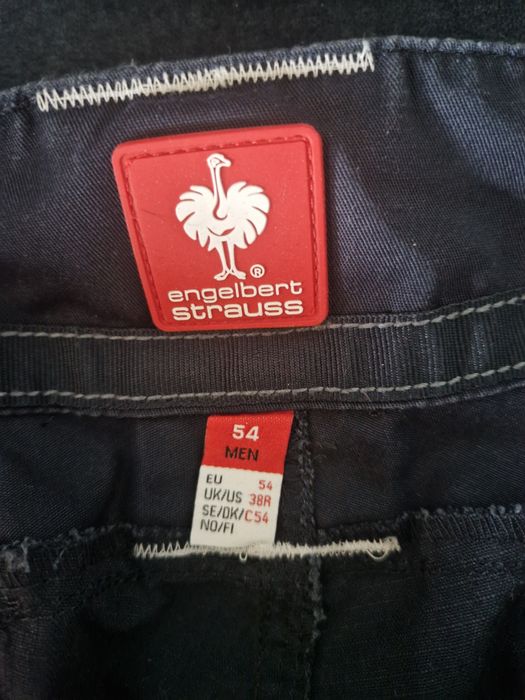 ®
engelbert
strauss
54
MEN
EU 54
UK/US 38R
SE/DK/C54
NO/FI